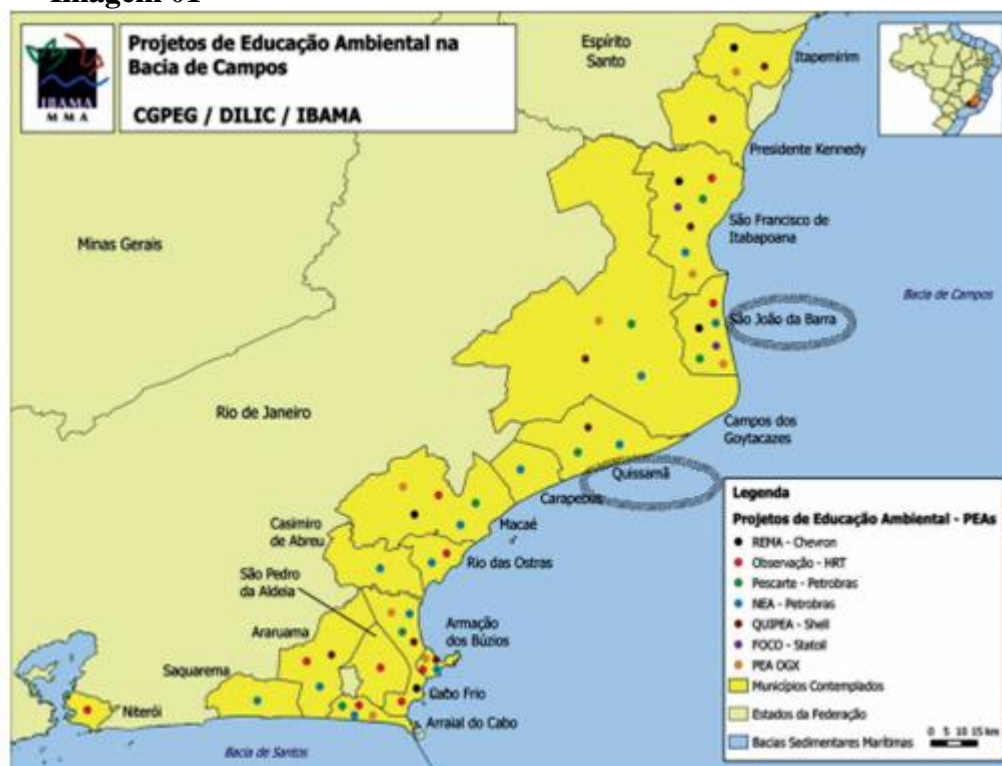 Imagem 01
Projetos de Educação Ambiental na
Bacia de Campos
CGPEG / DILIC / IBAMA
IBAMA
M M A
Espírito
Santo
Itapemirim
Presidente Kennedy
Minas Gerais
São Francisco de
Itabapoana
Bacia de Campos
São João da Barra
Rio de Janeiro
Campos dos
Goytacazes
Quissamã
Carapebus
Macaé
Casimiro
de Abreu
Rio das Ostras
São Pedro
da Aldeia
Armação
dos Búzios
Araruama
Saquarema
Cabo Frio
Niterói
Arraial do Cabo
Bacia de Santos
Legenda
Projetos de Educação Ambiental - PEAs
REMA - Chevron
Observação - HRT
Pescarte - Petrobras
NEA - Petrobras
QUIPEA - Shell
FOCO - Statoil
PEA OGX
Municípios Contemplados
Estados da Federação
Bacias Sedimentares Marítimas
0 5 10 15 km